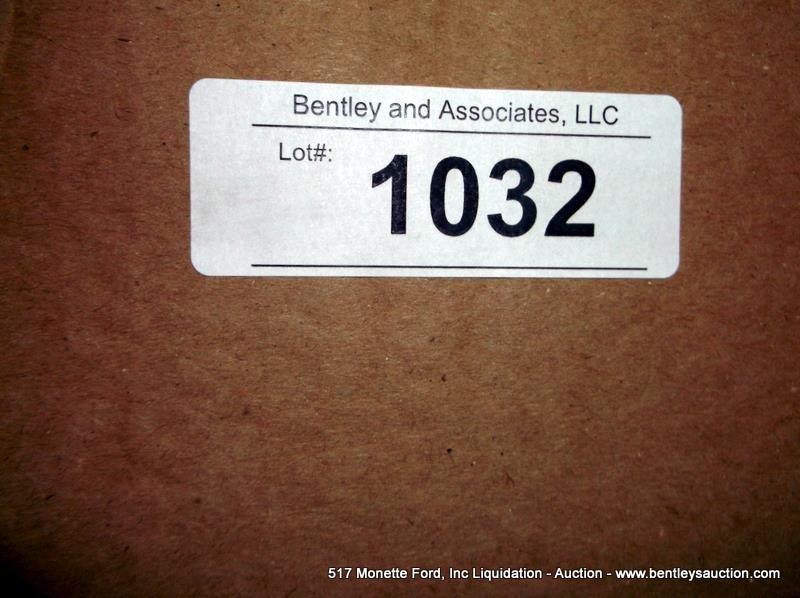 Bentley and Associates, LLC
Lot#:
1032
517 Monette Ford, Inc Liquidation - Auction - www.bentleysauction.com